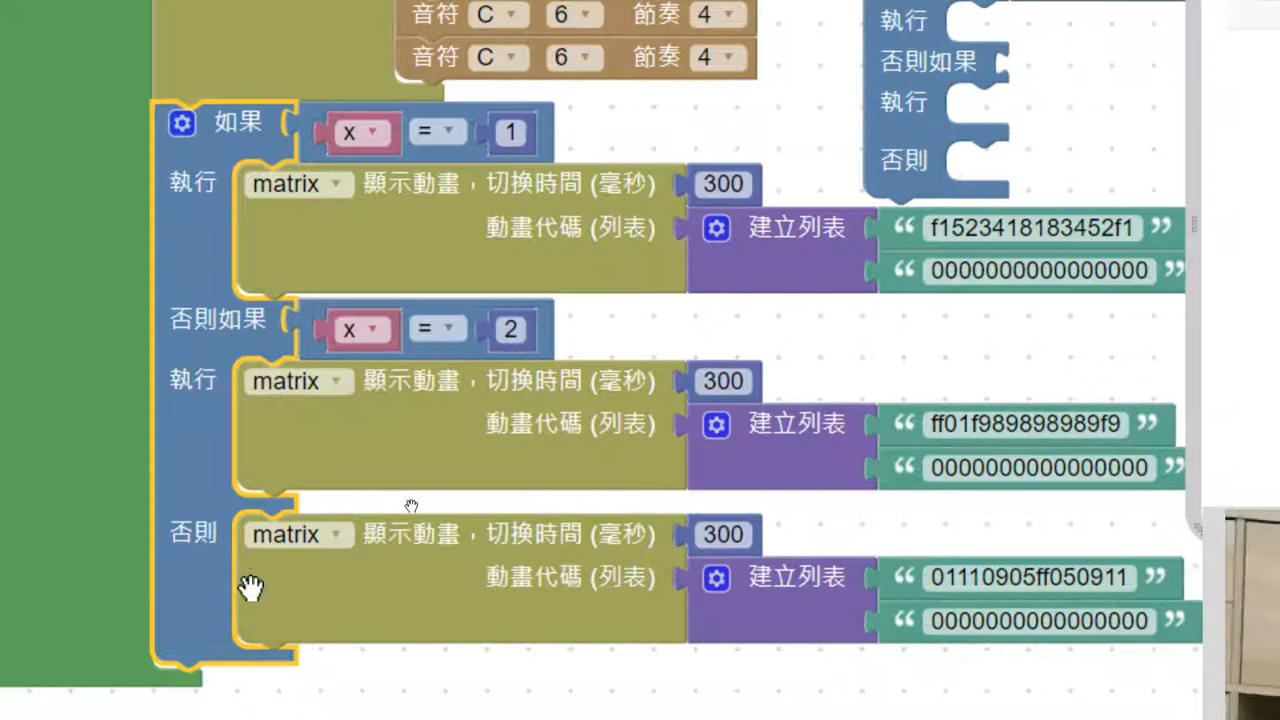 音符 C 6 節奏 4
音符 C 6 節奏 4
執行
否則如果
執行
否則
如果 x = 1
執行 matrix 顯示動畫，切換時間 (毫秒) 300
動畫代碼 (列表) 建立列表 “ f1523418183452f1 ”
“ 0000000000000000 ”
否則如果 x = 2
執行 matrix 顯示動畫，切換時間 (毫秒) 300
動畫代碼 (列表) 建立列表 “ ff01f989898989f9 ”
“ 0000000000000000 ”
否則 matrix 顯示動畫，切換時間 (毫秒) 300
動畫代碼 (列表) 建立列表 “ 01110905ff050911 ”
“ 0000000000000000 ”